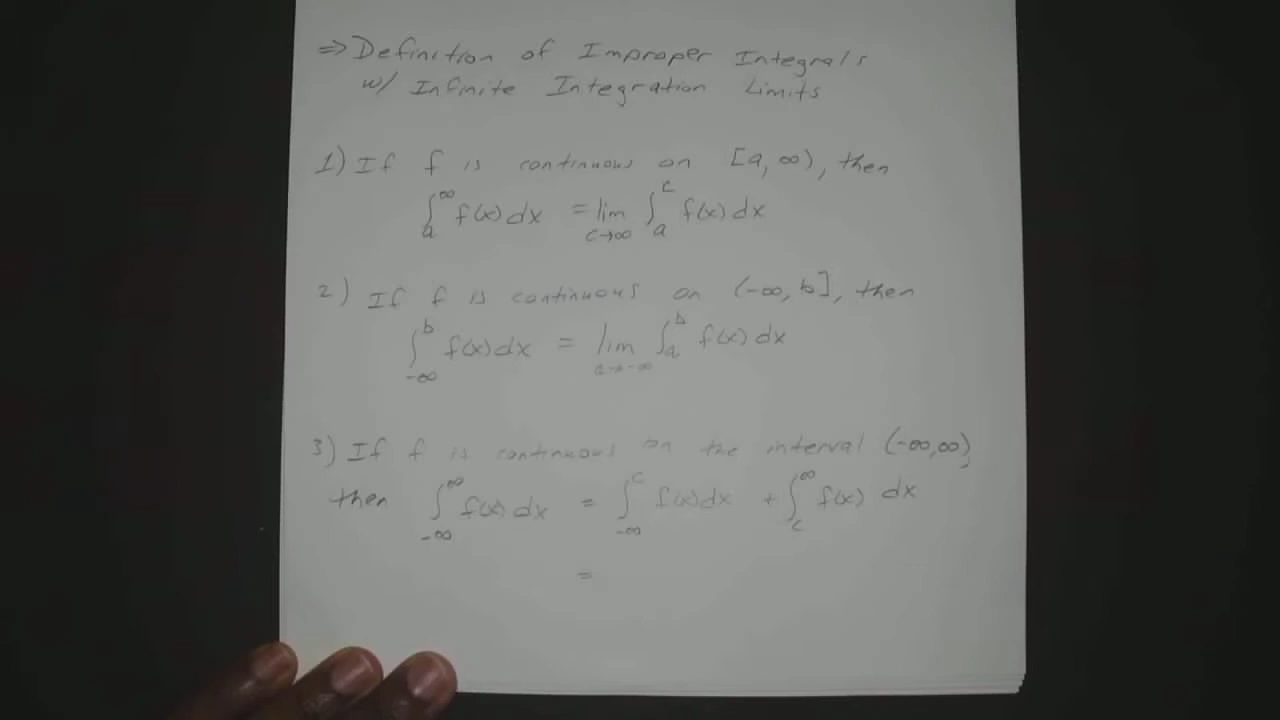 ⇒ Definition of Improper Integrals
w/ Infinite Integration Limits
1) If f is continuous on [a, ∞), then
∫_a^∞ f(x) dx = lim_{c→∞} ∫_a^c f(x) dx
2) If f is continuous on (-∞, b], then
∫_{-∞}^b f(x) dx = lim_{a→-∞} ∫_a^b f(x) dx
3) If f is continuous on the interval (-∞,∞),
then ∫_{-∞}^∞ f(x) dx = ∫_{-∞}^c f(x) dx + ∫_c^∞ f(x) dx
=